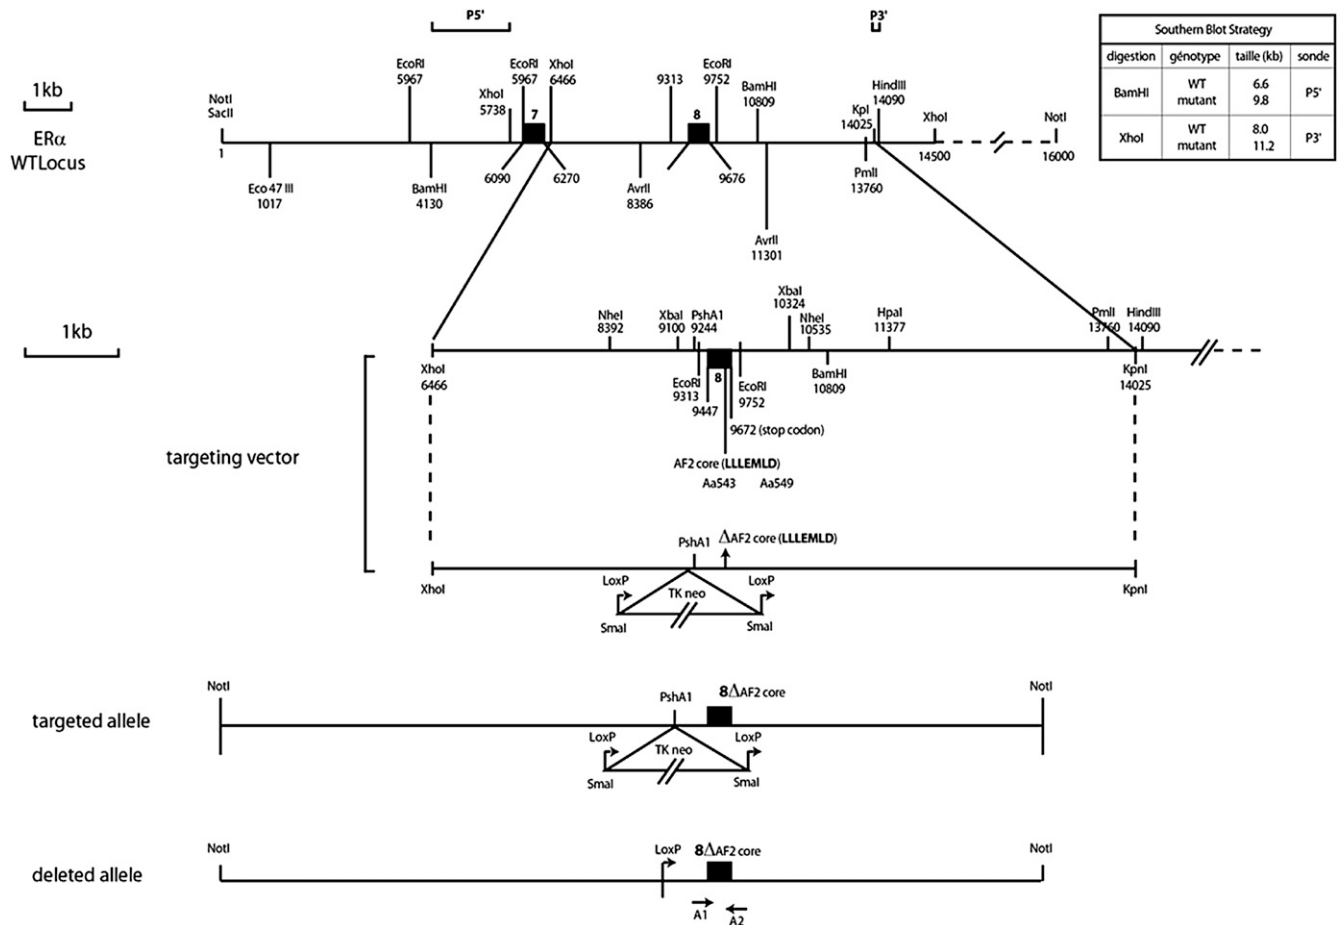 P5'
P3'
Southern Blot Strategy
digestion génotype taille (kb) sonde
BamHI WT 6.6 P5'
mutant 9.8
XhoI WT 8.0 P3'
mutant 11.2
1kb
ERα
WTLocus
NotI
SacII
1
Eco 47 III
1017
EcoRI
5967
BamHI
4130
XhoI
5738
EcoRI
5967
XhoI
6466
7
6090
6270
AvrII
8386
9313
8
EcoRI
9752
9676
BamHI
10809
AvrII
11301
KpI
14025
HindIII
14090
PmlI
13760
XhoI
14500
NotI
16000
1kb
XhoI
6466
NheI
8392
XbaI
9100
PshA1
9244
XbaI
10324
NheI
10535
HpaI
11377
PmlI
13760
HindIII
14090
EcoRI
9313
8
9447
EcoRI
9752
BamHI
10809
KpnI
14025
9672 (stop codon)
AF2 core (LLLEMLD)
Aa543 Aa549
targeting vector
PshA1
ΔAF2 core (LLLEMLD)
XhoI
KpnI
LoxP
TK neo
LoxP
SmaI
SmaI
targeted allele
NotI
PshA1
8ΔAF2 core
NotI
LoxP
TK neo
LoxP
SmaI
SmaI
deleted allele
NotI
LoxP
8ΔAF2 core
NotI
A1
A2